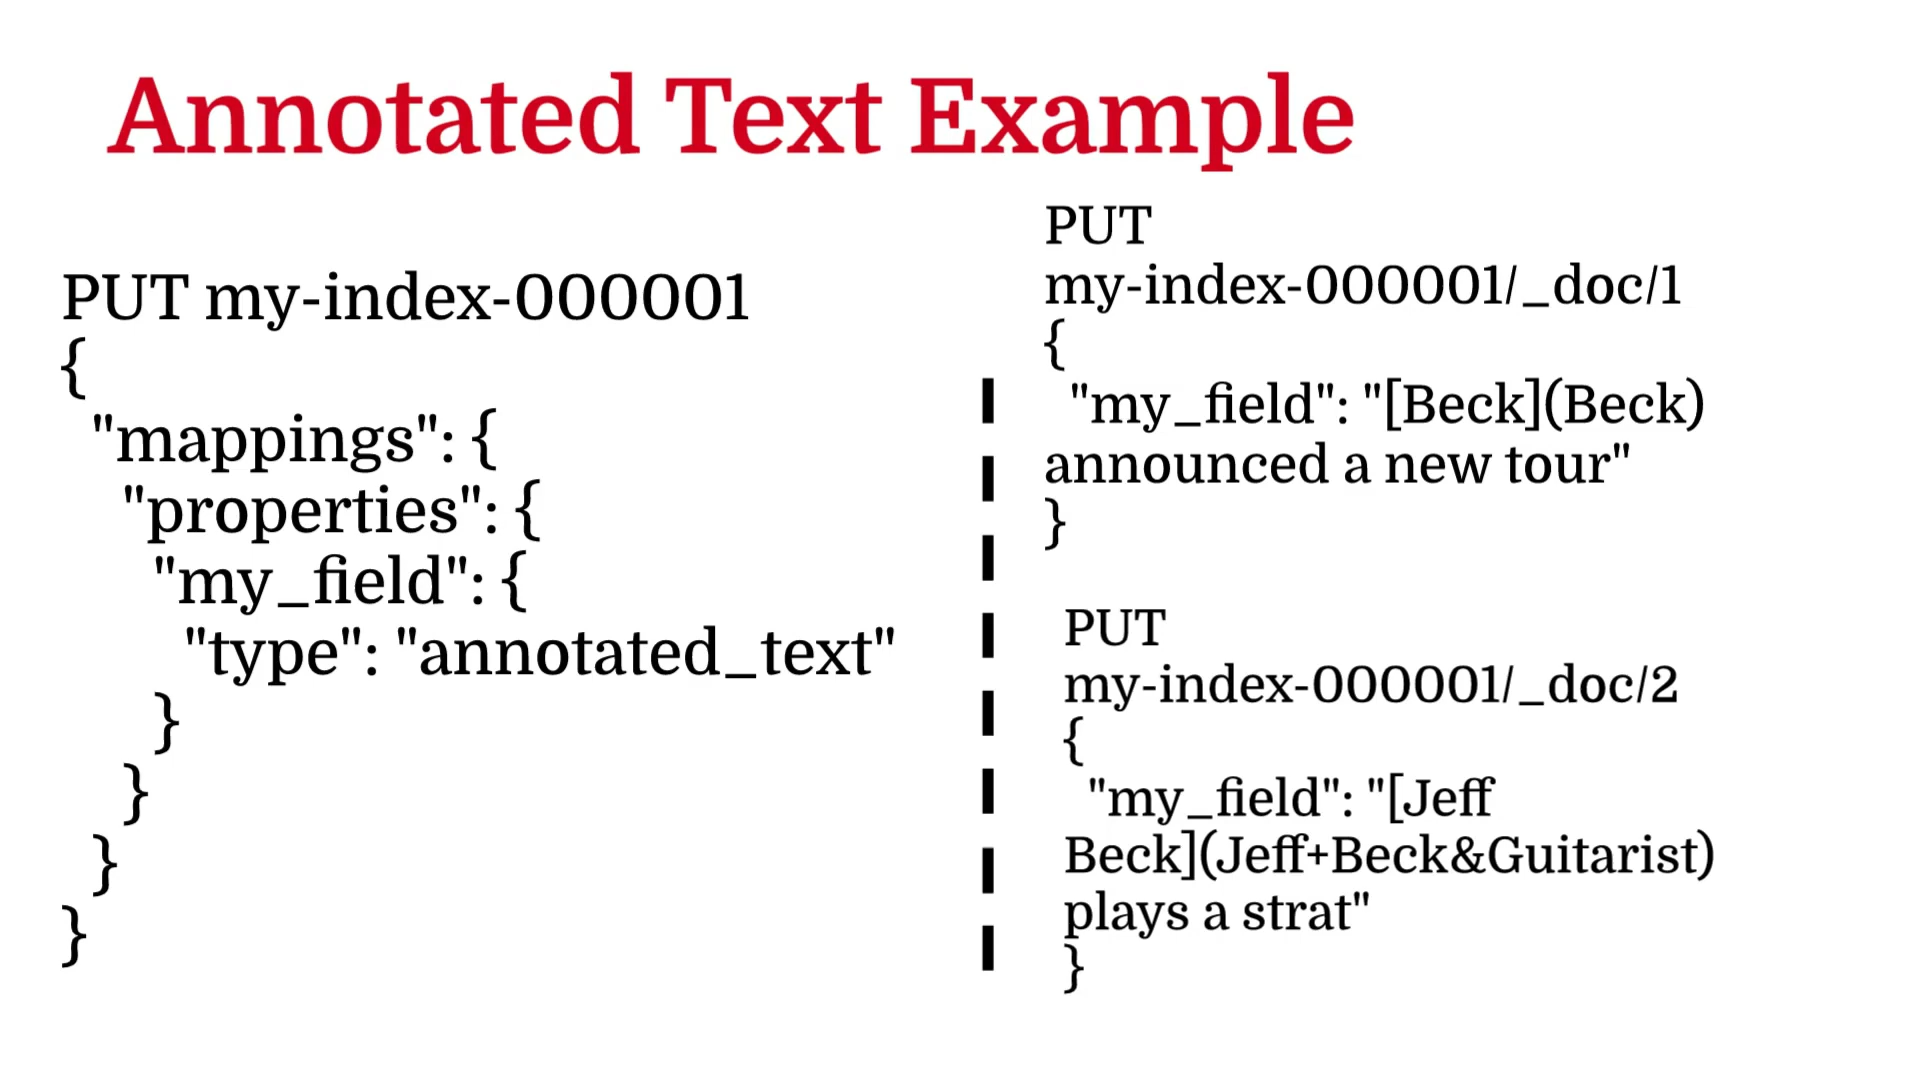 Annotated Text Example
PUT my-index-000001
{
  "mappings": {
    "properties": {
      "my_field": {
        "type": "annotated_text"
      }
    }
  }
}
PUT
my-index-000001/_doc/1
{
  "my_field": "[Beck](Beck)
announced a new tour"
}
PUT
my-index-000001/_doc/2
{
  "my_field": "[Jeff
Beck](Jeff+Beck&Guitarist)
plays a strat"
}